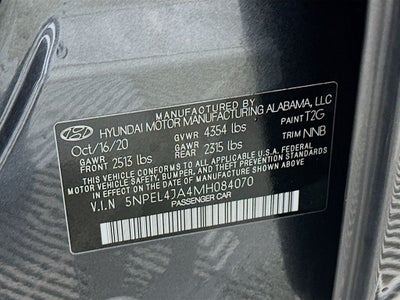 MANUFACTURED BY
HYUNDAI MOTOR MANUFACTURING ALABAMA, LLC
Oct/16/20 GVWR 4354 lbs PAINT T2G
GAWR FRONT 2513 lbs GAWR REAR 2315 lbs TRIM NNB
THIS VEHICLE CONFORMS TO ALL APPLICABLE U.S.A. FEDERAL
MOTOR VEHICLE-SAFETY, BUMPER, AND THEFT PREVENTION STANDARDS
IN EFFECT ON THE DATE OF MANUFACTURE SHOWN ABOVE.
V.I.N 5NPEL4JA4MH084070
PASSENGER CAR